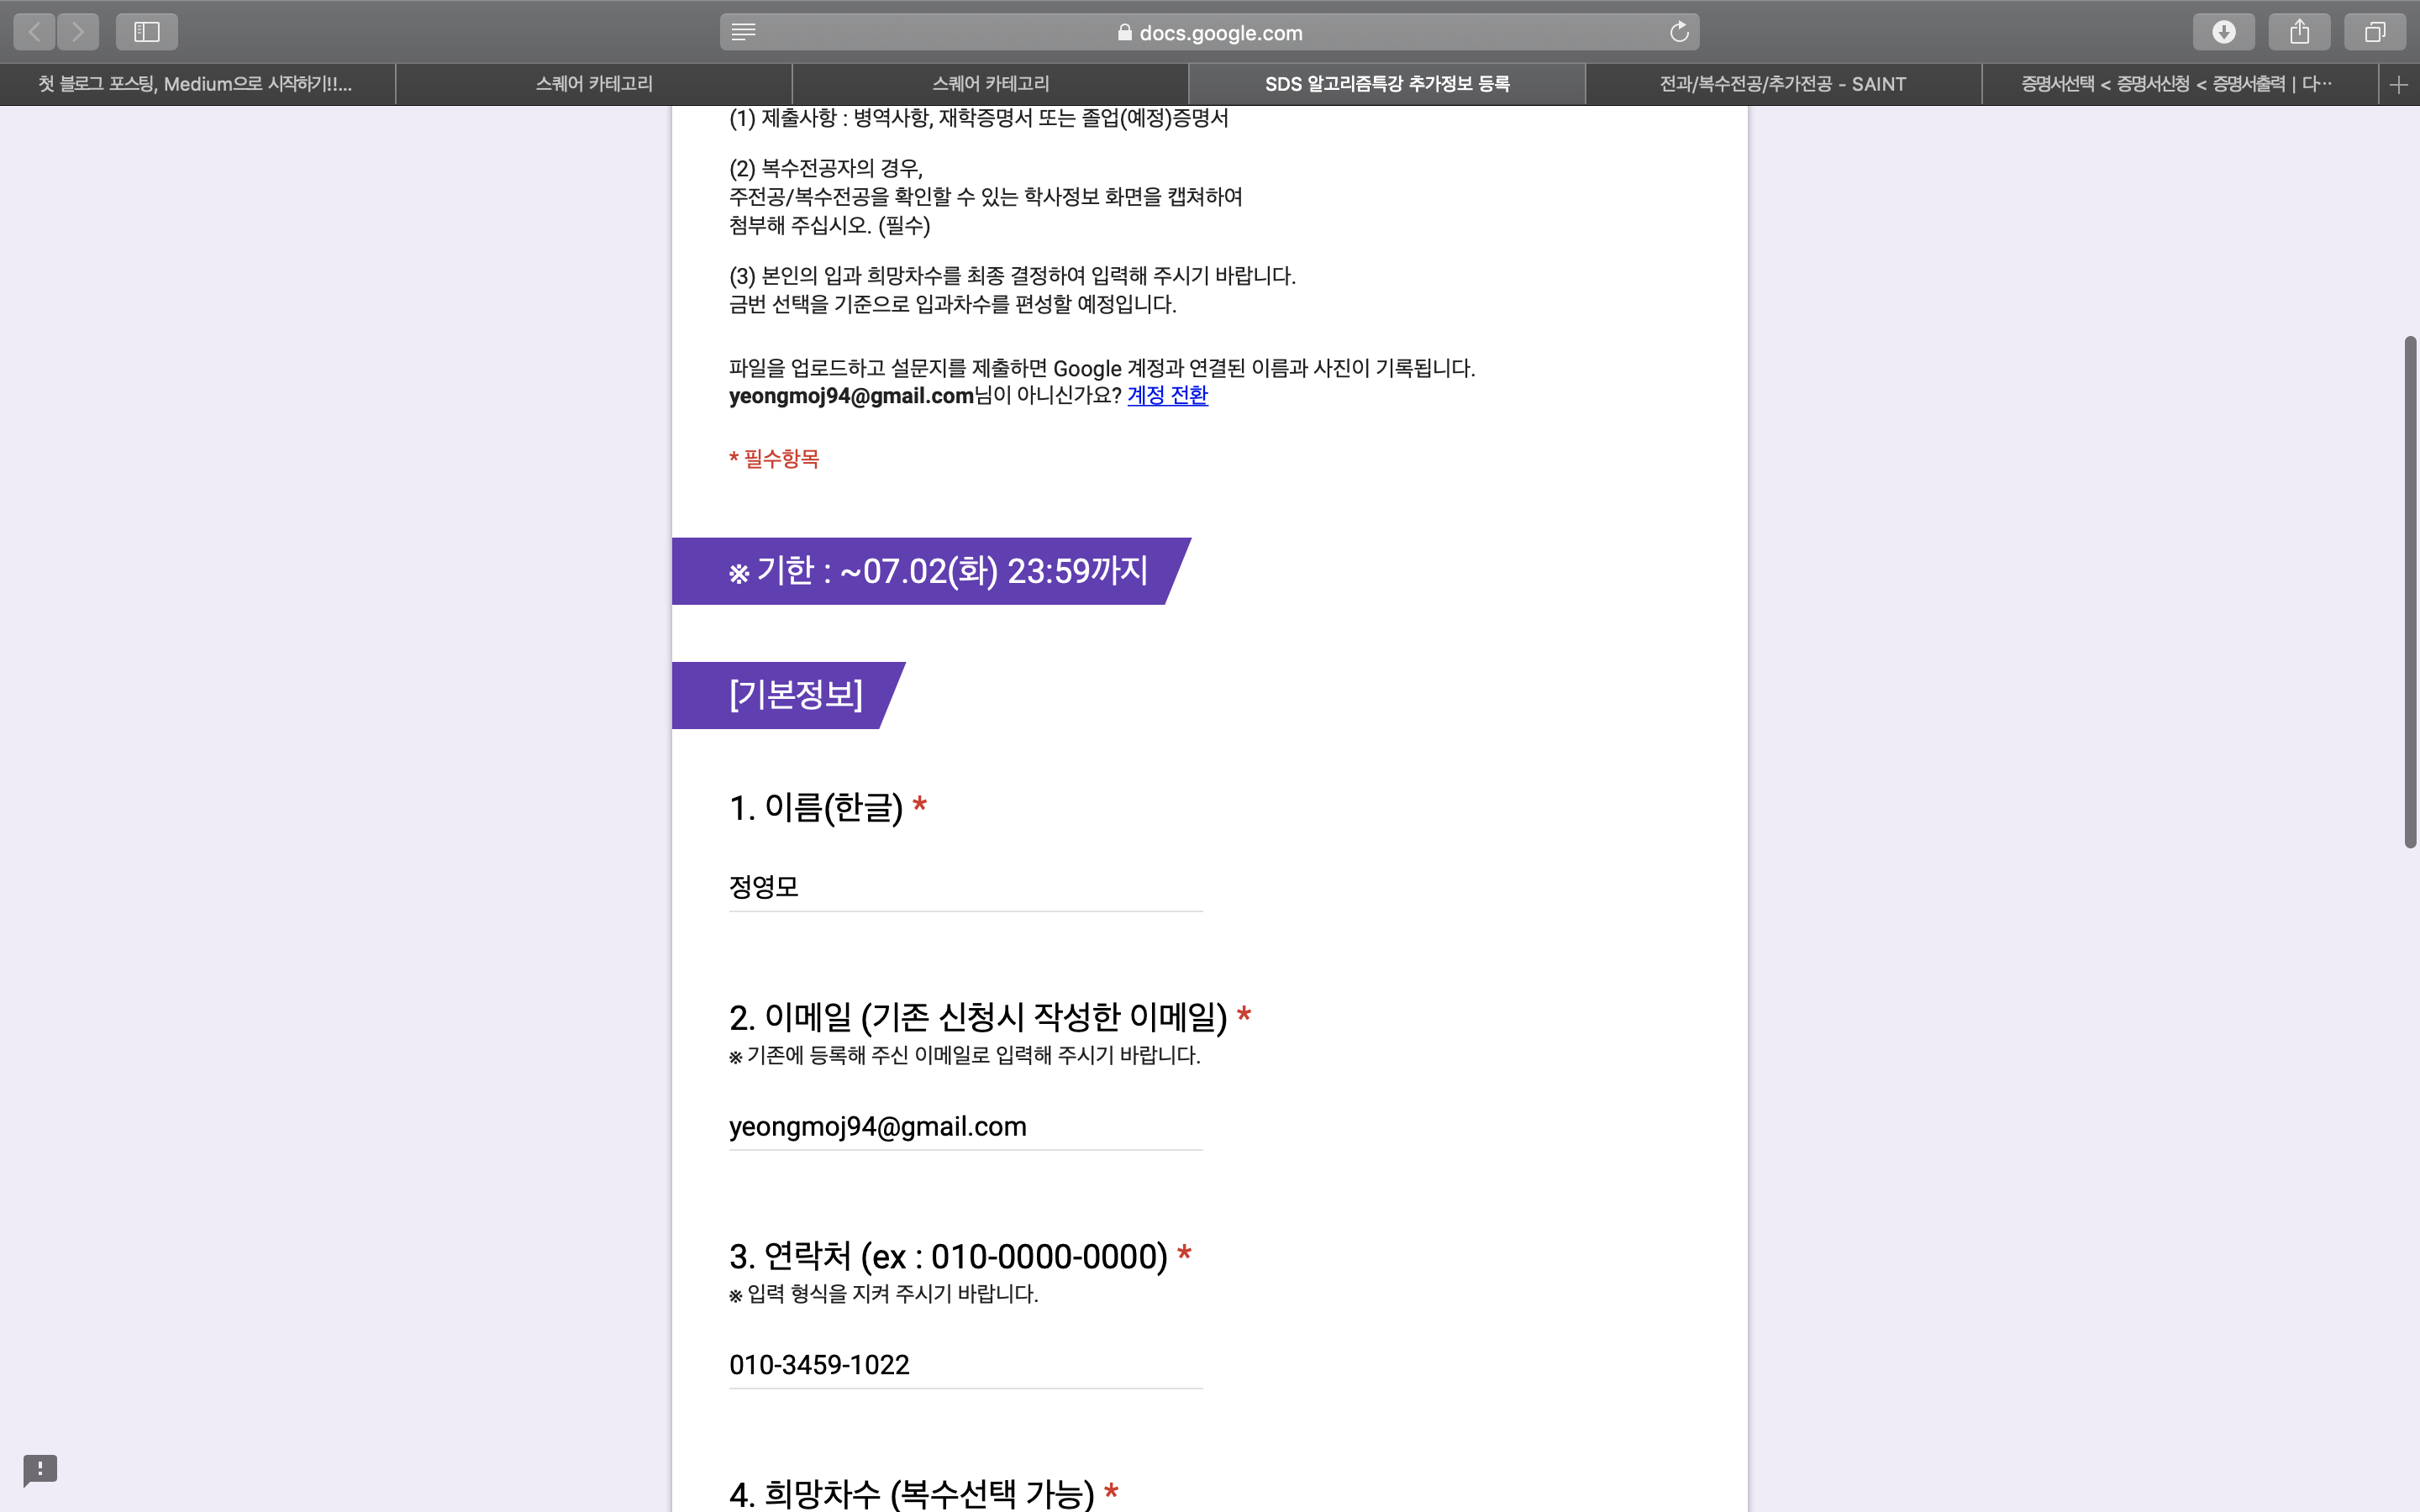 docs.google.com
첫 블로그 포스팅, Medium으로 시작하기!!...
스퀘어 카테고리
스퀘어 카테고리
SDS 알고리즘특강 추가정보 등록
전과/복수전공/추가전공 - SAINT
증명서선택 < 증명서신청 < 증명서출력 | 다…
(1) 제출사항 : 병역사항, 재학증명서 또는 졸업(예정)증명서
(2) 복수전공자의 경우,
주전공/복수전공을 확인할 수 있는 학사정보 화면을 캡쳐하여
첨부해 주십시오. (필수)
(3) 본인의 입과 희망차수를 최종 결정하여 입력해 주시기 바랍니다.
금번 선택을 기준으로 입과차수를 편성할 예정입니다.
파일을 업로드하고 설문지를 제출하면 Google 계정과 연결된 이름과 사진이 기록됩니다.
yeongmoj94@gmail.com님이 아니신가요? 계정 전환
* 필수항목
※ 기한 : ~07.02(화) 23:59까지
[기본정보]
1. 이름(한글) *
정영모
2. 이메일 (기존 신청시 작성한 이메일) *
※ 기존에 등록해 주신 이메일로 입력해 주시기 바랍니다.
yeongmoj94@gmail.com
3. 연락처 (ex : 010-0000-0000) *
※ 입력 형식을 지켜 주시기 바랍니다.
010-3459-1022
4. 희망차수 (복수선택 가능) *